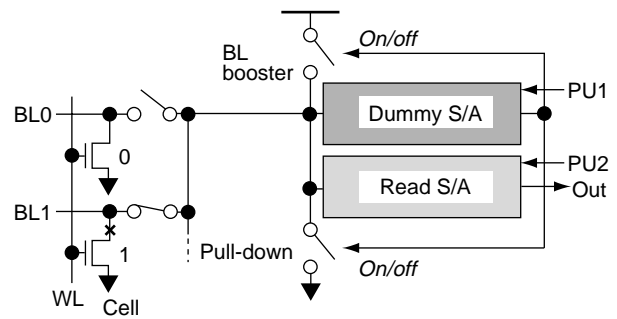 On/off
BL
booster
PU1
BL0
Dummy S/A
0
PU2
Read S/A
Out
BL1
1
Pull-down
On/off
WL
Cell